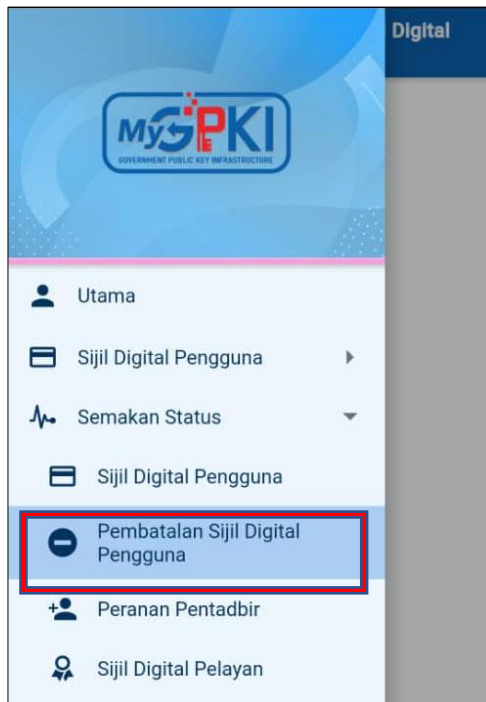 Digital
MyGPKI
GOVERNMENT PUBLIC KEY INFRASTRUCTURE
Utama
Sijil Digital Pengguna
Semakan Status
Sijil Digital Pengguna
Pembatalan Sijil Digital
Pengguna
Peranan Pentadbir
Sijil Digital Pelayan